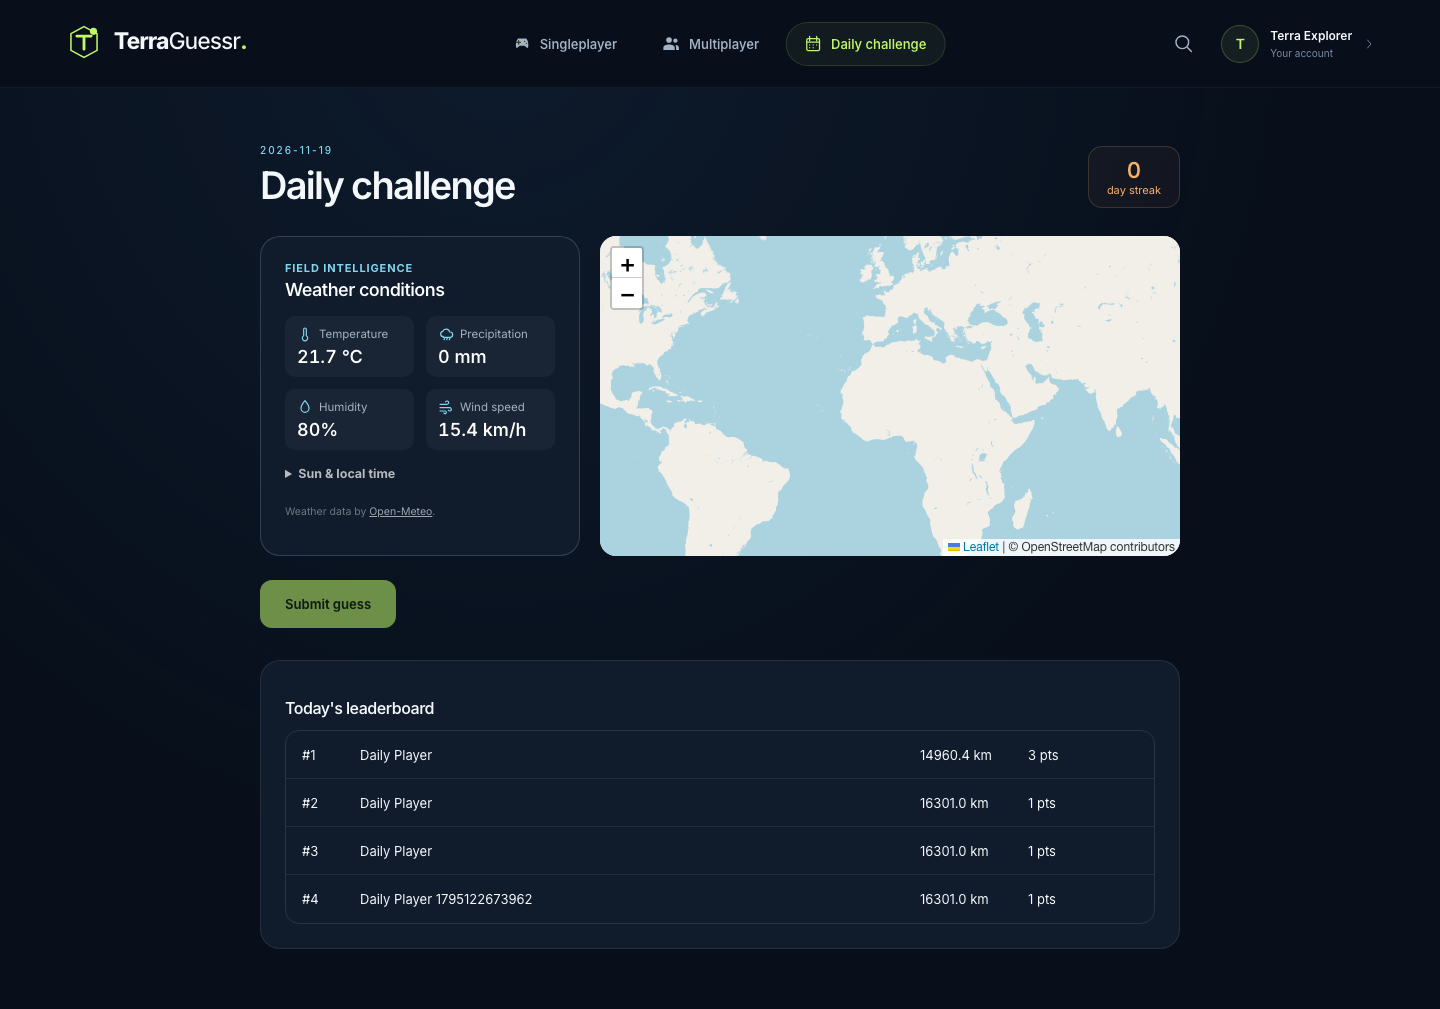 TerraGuessr.
Singleplayer
Multiplayer
Daily challenge
T
Terra Explorer
Your account
2026-11-19
Daily challenge
0
day streak
FIELD INTELLIGENCE
Weather conditions
Temperature
21.7 °C
Precipitation
0 mm
Humidity
80%
Wind speed
15.4 km/h
Sun & local time
Weather data by Open-Meteo.
+
−
Leaflet | © OpenStreetMap contributors
Submit guess
Today's leaderboard
#1 Daily Player 14960.4 km 3 pts
#2 Daily Player 16301.0 km 1 pts
#3 Daily Player 16301.0 km 1 pts
#4 Daily Player 1795122673962 16301.0 km 1 pts